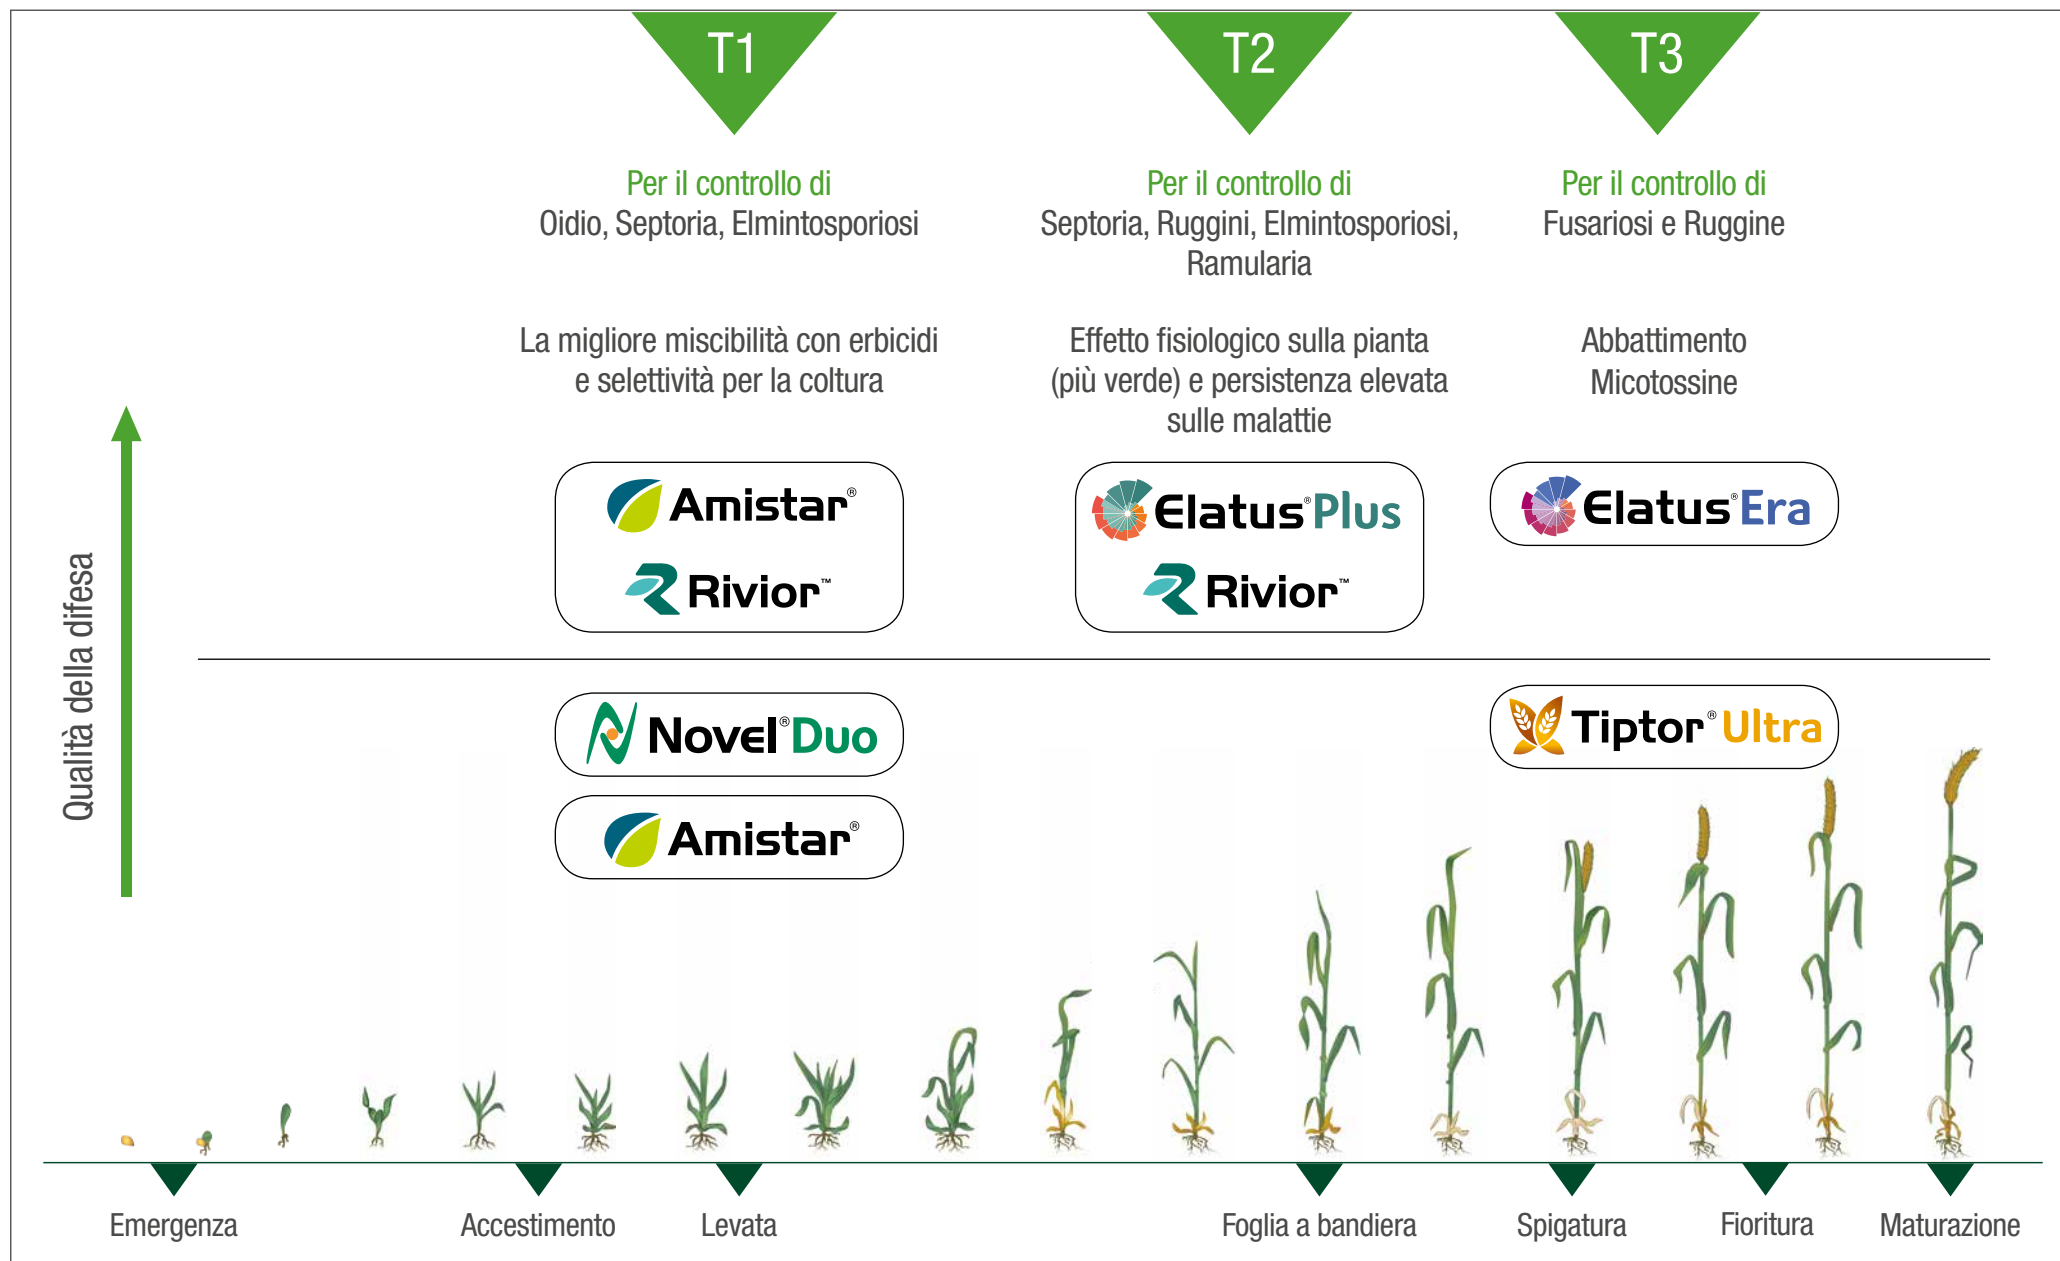 T1
T2
T3
Per il controllo di
Oidio, Septoria, Elmintosporiosi
Per il controllo di
Septoria, Ruggini, Elmintosporiosi,
Ramularia
Per il controllo di
Fusariosi e Ruggine
La migliore miscibilità con erbicidi
e selettività per la coltura
Effetto fisiologico sulla pianta
(più verde) e persistenza elevata
sulle malattie
Abbattimento
Micotossine
Qualità della difesa
Amistar®
Rivior™
Elatus® Plus
Rivior™
Elatus® Era
Novel® Duo
Amistar®
Tiptor® Ultra
Emergenza
Accestimento
Levata
Foglia a bandiera
Spigatura
Fioritura
Maturazione